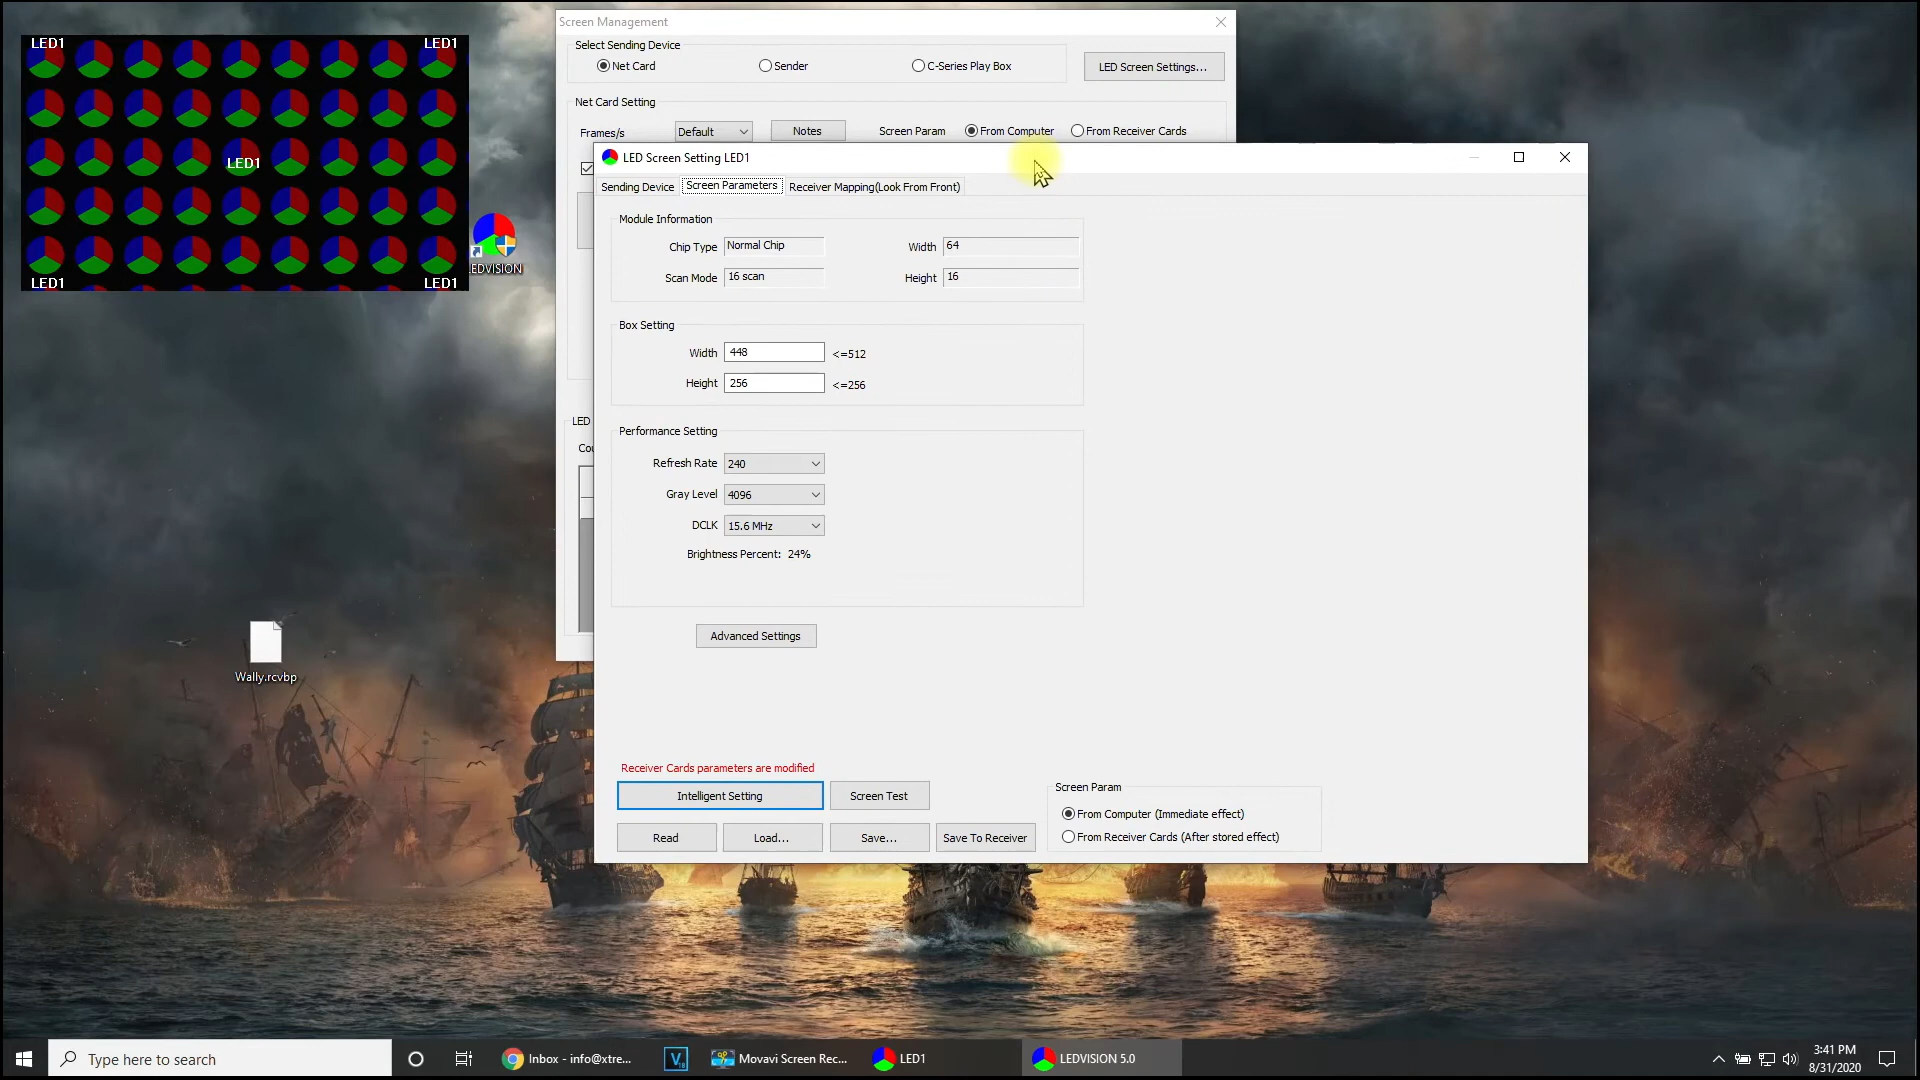 Screen Management
Select Sending Device
Net Card
Sender
C-Series Play Box
LED Screen Settings...
Net Card Setting
Frames/s
Default
Notes
Screen Param
From Computer
From Receiver Cards
LED1
LED1
LED1
LED1
LED1
LEDVISION
Wally.rcvbp
LED
Cou
LED Screen Setting LED1
Sending Device
Screen Parameters
Receiver Mapping(Look From Front)
Module Information
Chip Type
Normal Chip
Width
64
Scan Mode
16 scan
Height
16
Box Setting
Width
448
<=512
Height
256
<=256
Performance Setting
Refresh Rate
240
Gray Level
4096
DCLK
15.6 MHz
Brightness Percent: 24%
Advanced Settings
Receiver Cards parameters are modified
Intelligent Setting
Screen Test
Read
Load...
Save...
Save To Receiver
Screen Param
From Computer (Immediate effect)
From Receiver Cards (After stored effect)
Type here to search
Inbox - info@xtre...
V
Movavi Screen Rec...
LED1
LEDVISION 5.0
3:41 PM
8/31/2020